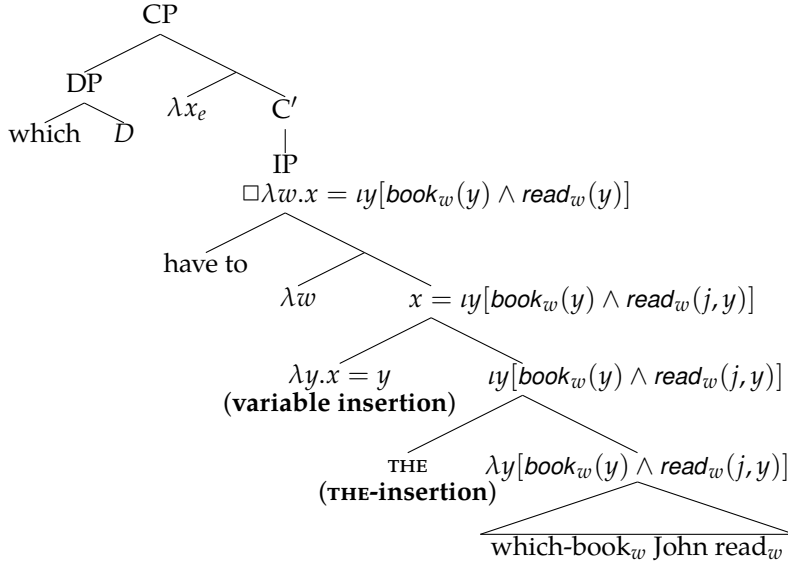 CP
DP
which D
λxₑ
C′
IP
□λw.x = ιy[book_w(y) ∧ read_w(y)]
have to
λw
x = ιy[book_w(y) ∧ read_w(j, y)]
λy.x = y
(variable insertion)
ιy[book_w(y) ∧ read_w(j, y)]
THE
(THE-insertion)
λy[book_w(y) ∧ read_w(j, y)]
which-book_w John read_w